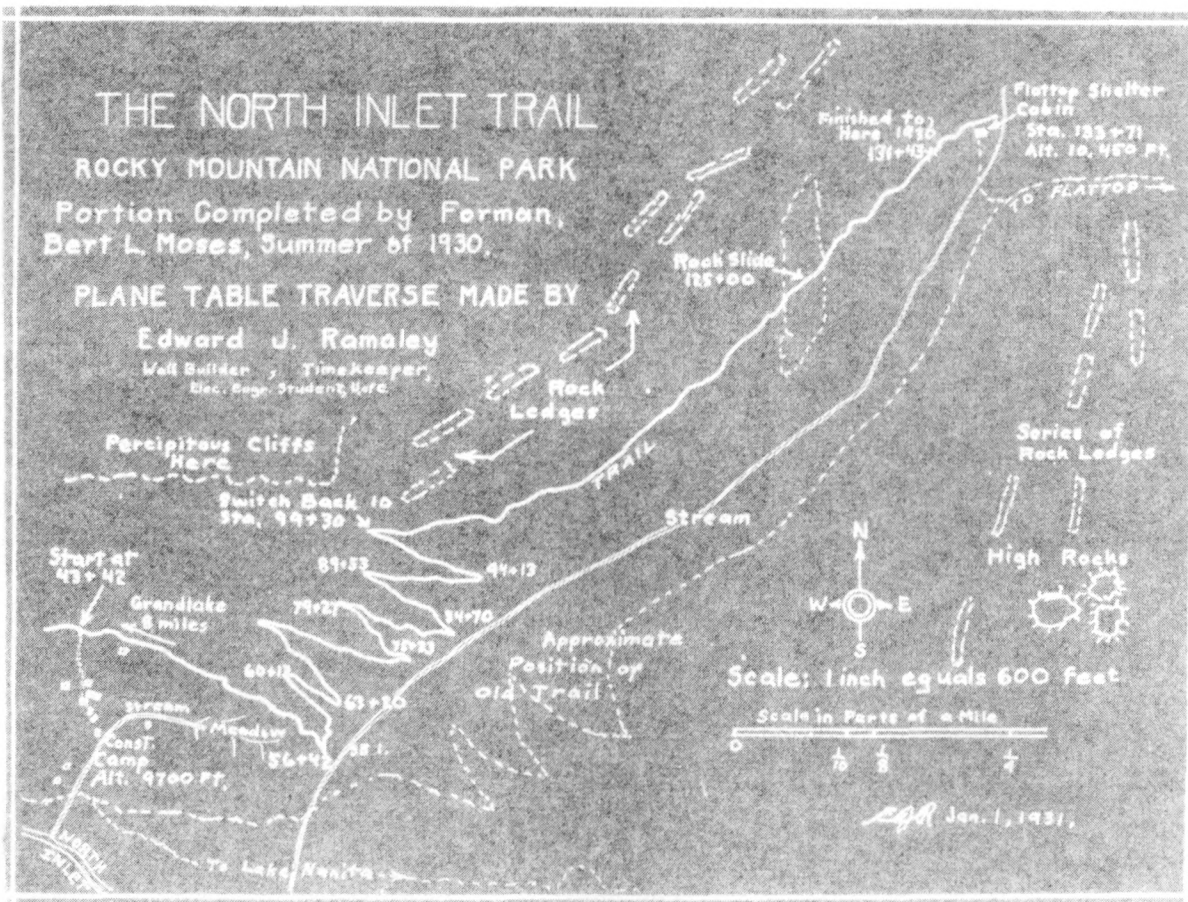 THE NORTH INLET TRAIL
ROCKY MOUNTAIN NATIONAL PARK
Portion Completed by Forman,
Bert L. Moses, Summer of 1930.
PLANE TABLE TRAVERSE MADE BY
Edward J. Ramaley
Wall Builder, Timekeeper,
Elec. Engr. Student, U of C
Flattop Shelter
Cabin
Sta. 133+71
Alt. 10,450 Ft.
Finished to
Here 1930
131+43
TO FLATTOP
Rock Slide
125+00
Rock
Ledges
Percipitous Cliffs
Here
Switch Back 10
Sta. 99+30
TRAIL
Stream
Series of
Rock Ledges
High Rocks
Start at
43+42
Grandlake
8 miles
89+53
94+13
79+27
84+70
75+23
60+12
63+80
Approximate
Position of
Old Trail
N
W
E
S
Scale: 1 inch equals 600 feet
Scale in Parts of a Mile
0
1/10
1/8
1/4
Stream
Meadow
Const.
Camp
Alt. 9700 Ft.
56+42
NORTH
INLET
To Lake Nanita
EJR Jan. 1, 1931.